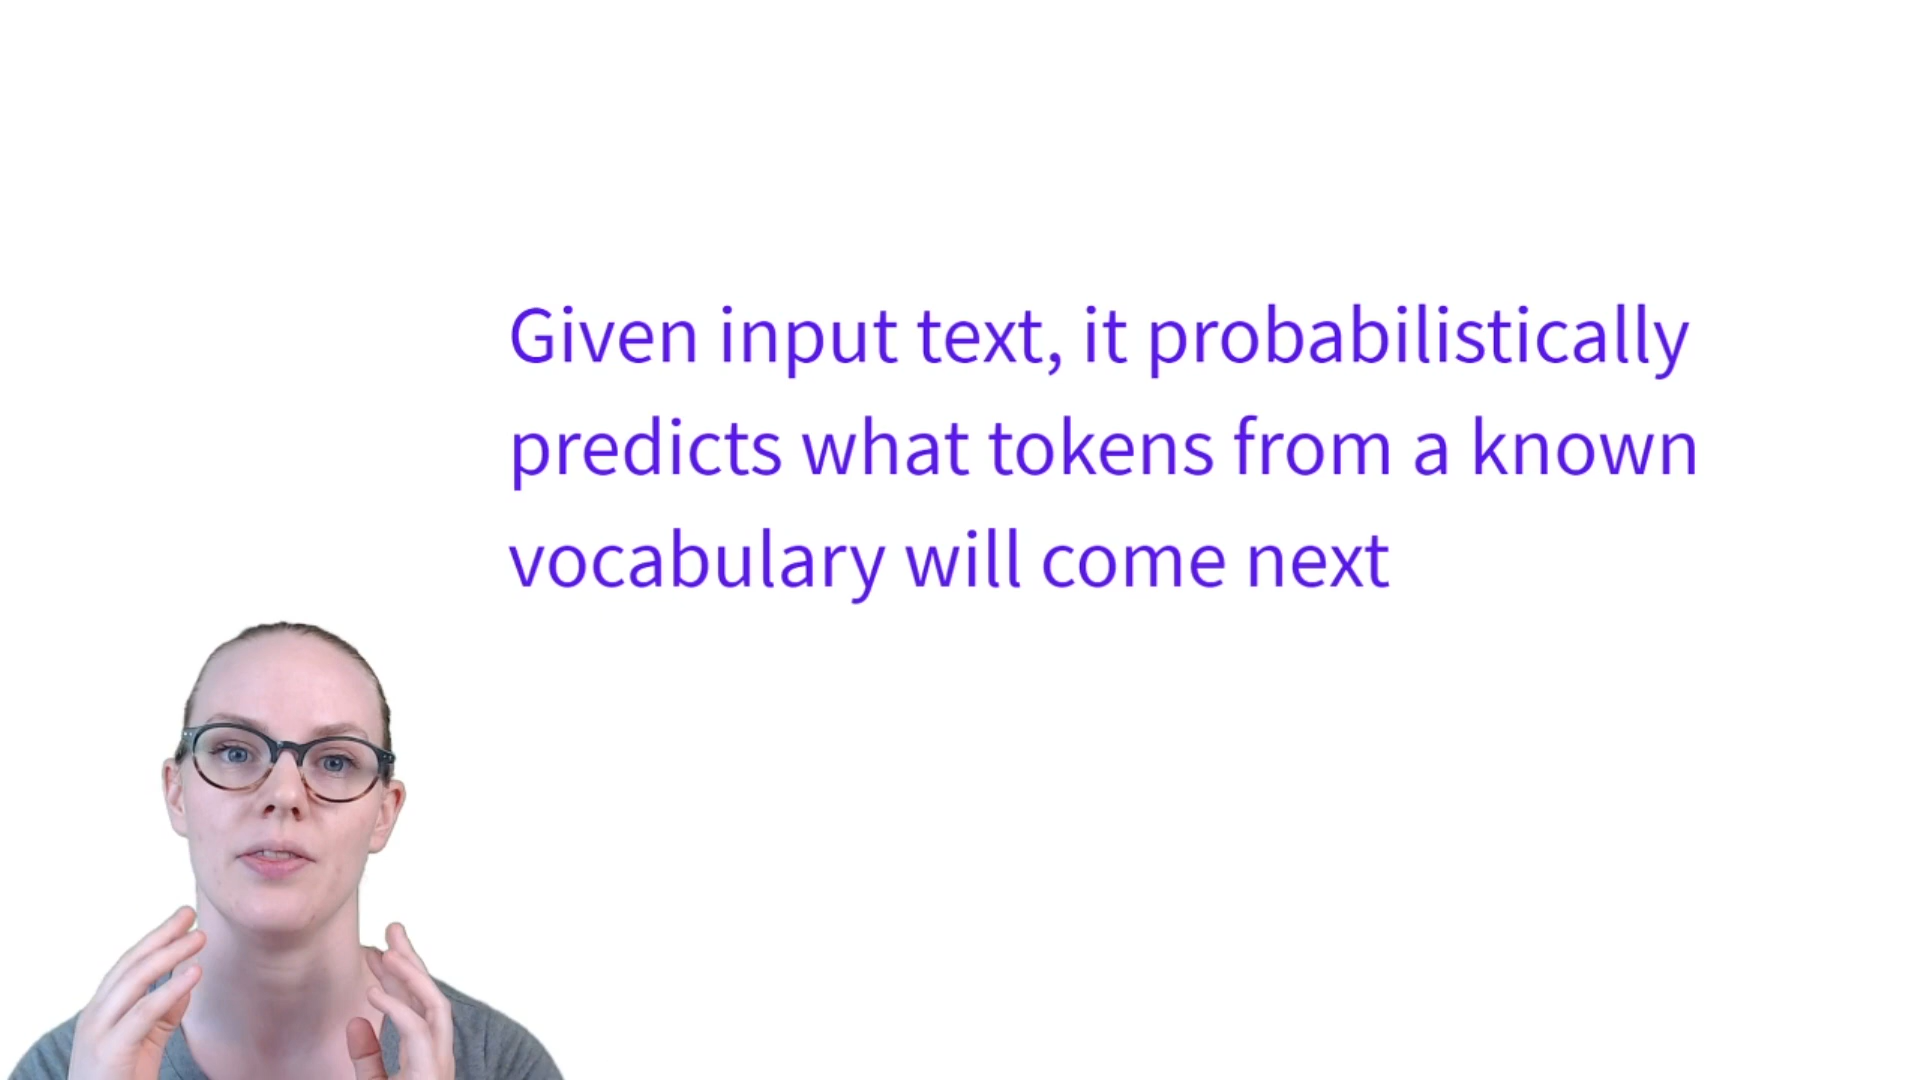 Given input text, it probabilistically
predicts what tokens from a known
vocabulary will come next